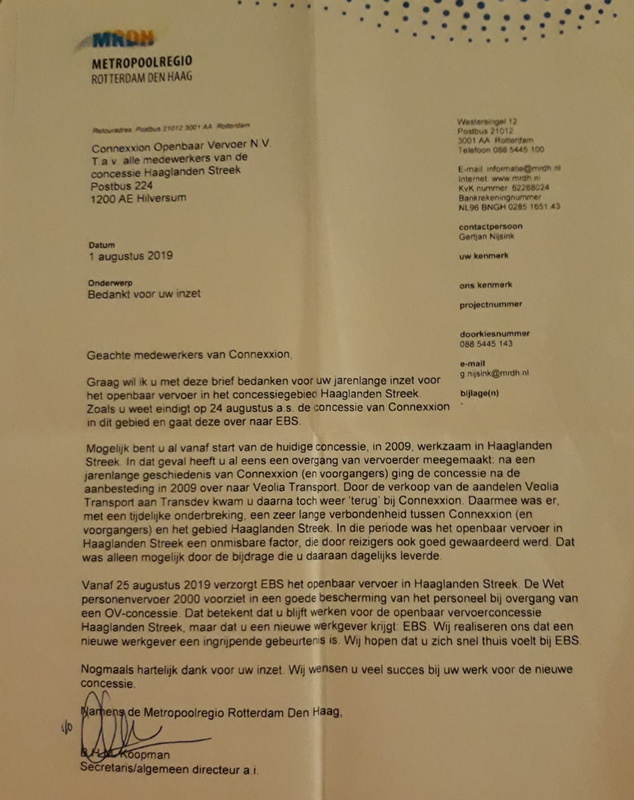 MRDH
METROPOOLREGIO
ROTTERDAM DEN HAAG
Retouradres Postbus 21012 3001 AA Rotterdam
Connexxion Openbaar Vervoer N.V.
T a v alle medewerkers van de
concessie Haaglanden Streek
Postbus 224
1200 AE Hilversum
Westersingel 12
Postbus 21012
3001 AA Rotterdam
Telefoon 088 5445 100
E-mail informatie@mrdh.nl
Internet www.mrdh.nl
KvK nummer 62288024
Bankrekeningnummer
NL96 BNGH 0285 1651 43
contactpersoon
Gertjan Nijsink
uw kenmerk
ons kenmerk
projectnummer
doorkiesnummer
088 5445 143
e-mail
g.nijsink@mrdh.nl
bijlage(n)
-
Datum
1 augustus 2019
Onderwerp
Bedankt voor uw inzet
Geachte medewerkers van Connexxion,
Graag wil ik u met deze brief bedanken voor uw jarenlange inzet voor
het openbaar vervoer in het concessiegebied Haaglanden Streek.
Zoals u weet eindigt op 24 augustus a.s. de concessie van Connexxion
in dit gebied en gaat deze over naar EBS.
Mogelijk bent u al vanaf start van de huidige concessie, in 2009, werkzaam in Haaglanden
Streek. In dat geval heeft u al eens een overgang van vervoerder meegemaakt: na een
jarenlange geschiedenis van Connexxion (en voorgangers) ging de concessie na de
aanbesteding in 2009 over naar Veolia Transport. Door de verkoop van de aandelen Veolia
Transport aan Transdev kwam u daarna toch weer 'terug' bij Connexxion. Daarmee was er,
met een tijdelijke onderbreking, een zeer lange verbondenheid tussen Connexxion (en
voorgangers) en het gebied Haaglanden Streek. In die periode was het openbaar vervoer in
Haaglanden Streek een onmisbare factor, die door reizigers ook goed gewaardeerd werd. Dat
was alleen mogelijk door de bijdrage die u daaraan dagelijks leverde.
Vanaf 25 augustus 2019 verzorgt EBS het openbaar vervoer in Haaglanden Streek. De Wet
personenvervoer 2000 voorziet in een goede bescherming van het personeel bij overgang van
een OV-concessie. Dat betekent dat u blijft werken voor de openbaar vervoerconcessie
Haaglanden Streek, maar dat u een nieuwe werkgever krijgt: EBS. Wij realiseren ons dat een
nieuwe werkgever een ingrijpende gebeurtenis is. Wij hopen dat u zich snel thuis voelt bij EBS.
Nogmaals hartelijk dank voor uw inzet. Wij wensen u veel succes bij uw werk voor de nieuwe
concessie.
Namens de Metropoolregio Rotterdam Den Haag,
i/o
Koopman
Secretaris/algemeen directeur a.i.